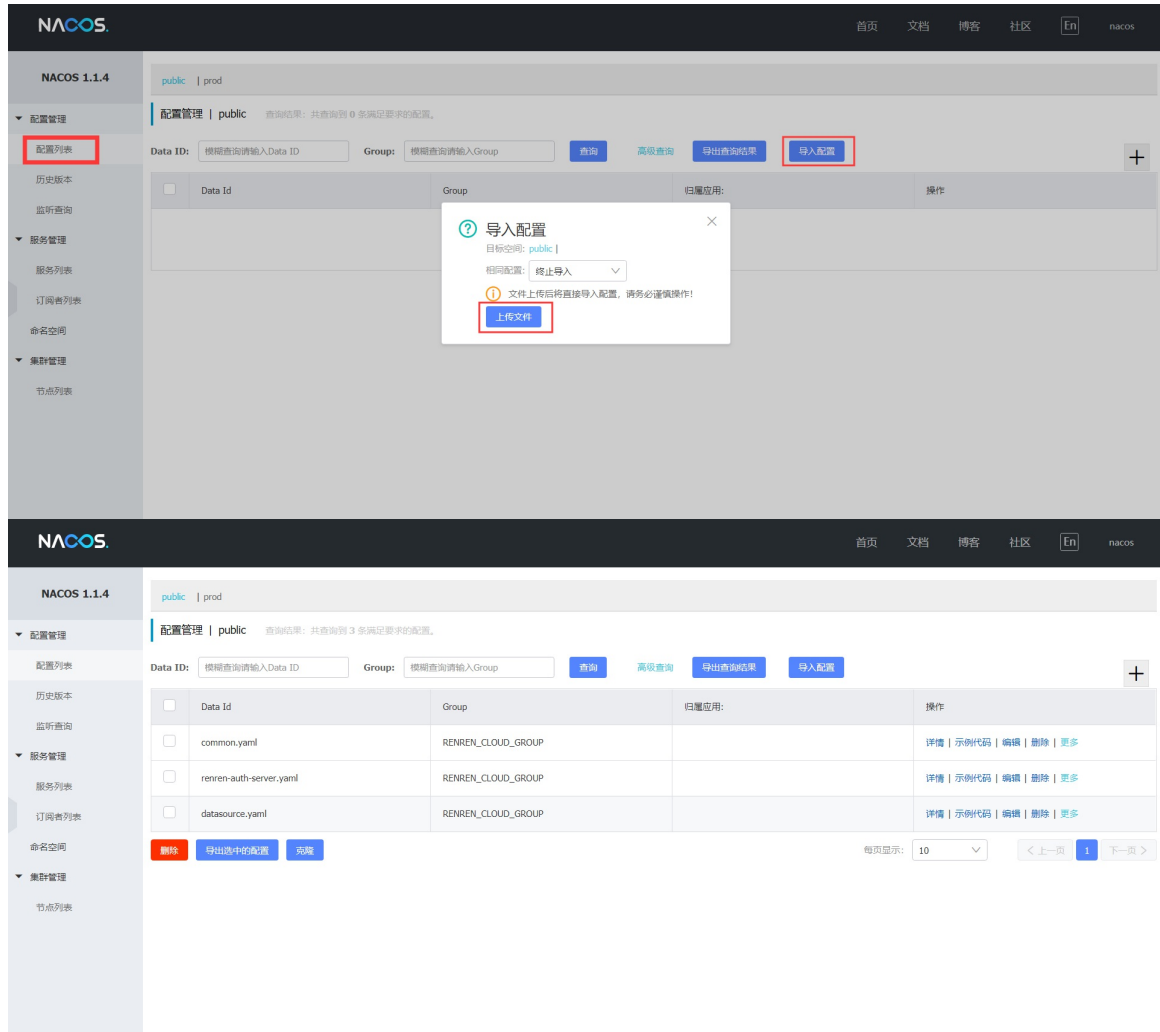 NACOS.
首页 文档 博客 社区 En nacos
NACOS 1.1.4
public | prod
配置管理
配置管理 | public 查询结果：共查询到 0 条满足要求的配置。
配置列表
Data ID: 模糊查询请输入Data ID Group: 模糊查询请输入Group 查询 高级查询 导出查询结果 导入配置 +
历史版本
Data Id Group 归属应用: 操作
监听查询
服务管理
服务列表
订阅者列表
命名空间
集群管理
节点列表
导入配置
目标空间: public |
相同配置: 终止导入
文件上传后将直接导入配置，请务必谨慎操作！
上传文件
NACOS.
首页 文档 博客 社区 En nacos
NACOS 1.1.4
public | prod
配置管理
配置管理 | public 查询结果：共查询到 3 条满足要求的配置。
配置列表
Data ID: 模糊查询请输入Data ID Group: 模糊查询请输入Group 查询 高级查询 导出查询结果 导入配置 +
历史版本
监听查询
服务管理
服务列表
订阅者列表
命名空间
集群管理
节点列表
Data Id Group 归属应用: 操作
common.yaml RENREN_CLOUD_GROUP 详情 | 示例代码 | 编辑 | 删除 | 更多
renren-auth-server.yaml RENREN_CLOUD_GROUP 详情 | 示例代码 | 编辑 | 删除 | 更多
datasource.yaml RENREN_CLOUD_GROUP 详情 | 示例代码 | 编辑 | 删除 | 更多
删除 导出选中的配置 克隆 每页显示: 10 < 上一页 1 下一页 >